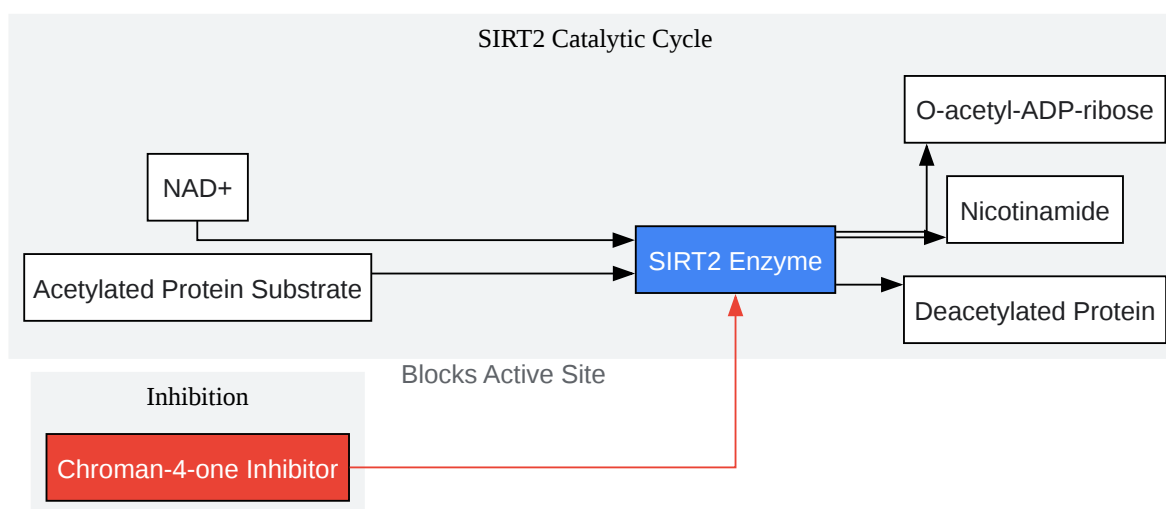 SIRT2 Catalytic Cycle
O-acetyl-ADP-ribose
NAD+
Nicotinamide
SIRT2 Enzyme
Acetylated Protein Substrate
Deacetylated Protein
Blocks Active Site
Inhibition
Chroman-4-one Inhibitor